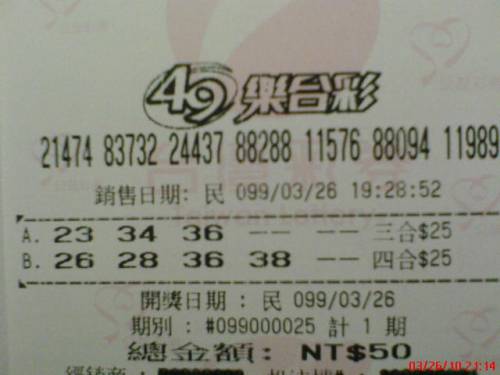 49 樂合彩
21474 83732 24437 88288 11576 88094 11989
銷售日期: 民 099/03/26 19:28:52
A. 23 34 36 -- -- -- 三合$25
B. 26 28 36 38 -- -- 四合$25
開獎日期 : 民 099/03/26
期別 : #099000025 計 1 期
總金額: NT$50
03/26/10 21:14